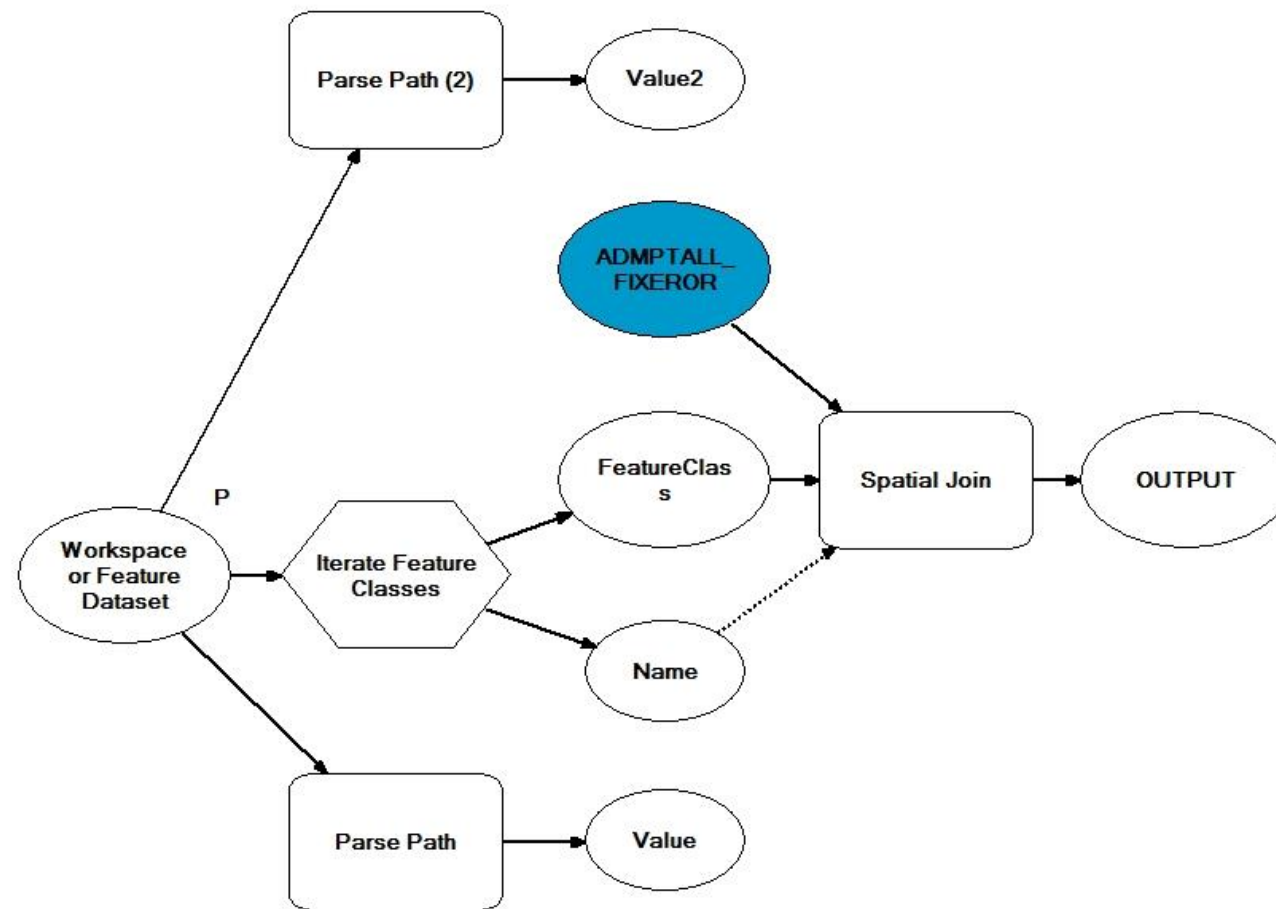 Parse Path (2)
Value2
ADMPTALL_
FIXEROR
FeatureClas
s
Spatial Join
OUTPUT
P
Workspace
or Feature
Dataset
Iterate Feature
Classes
Name
Parse Path
Value